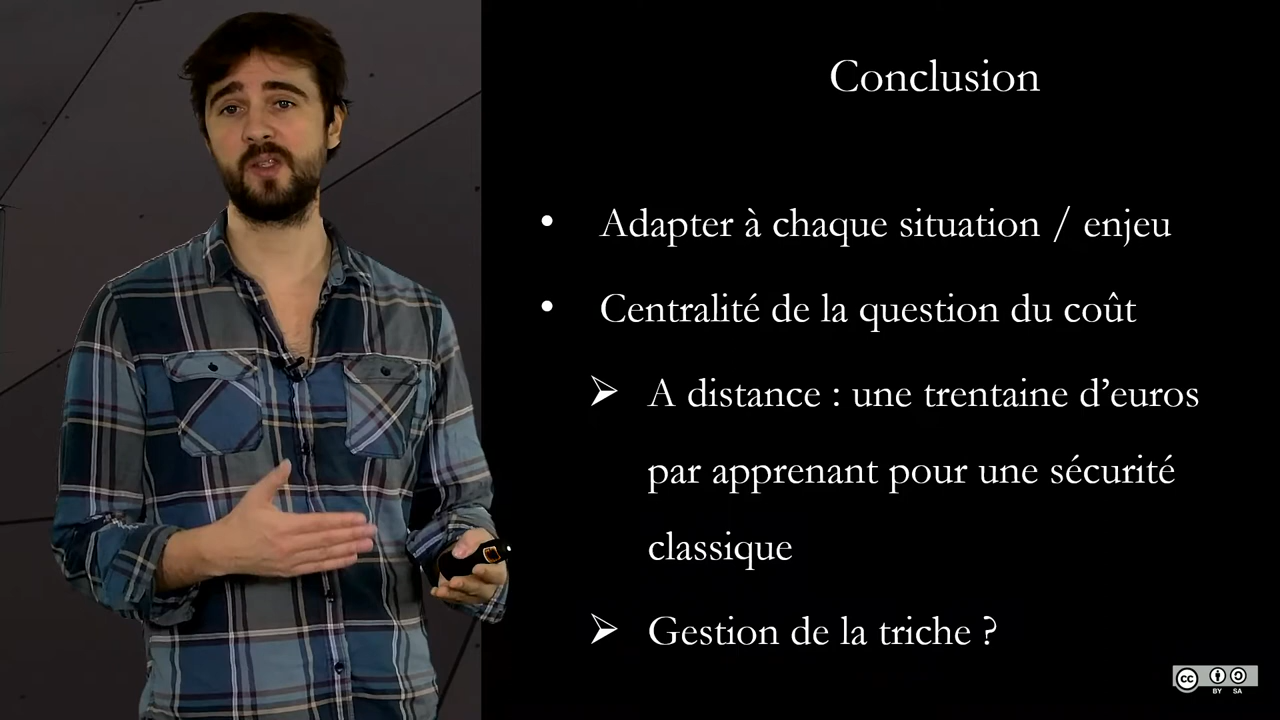 Conclusion
• Adapter à chaque situation / enjeu
• Centralité de la question du coût
➢ A distance : une trentaine d’euros
par apprenant pour une sécurité
classique
➢ Gestion de la triche ?
cc
BY SA